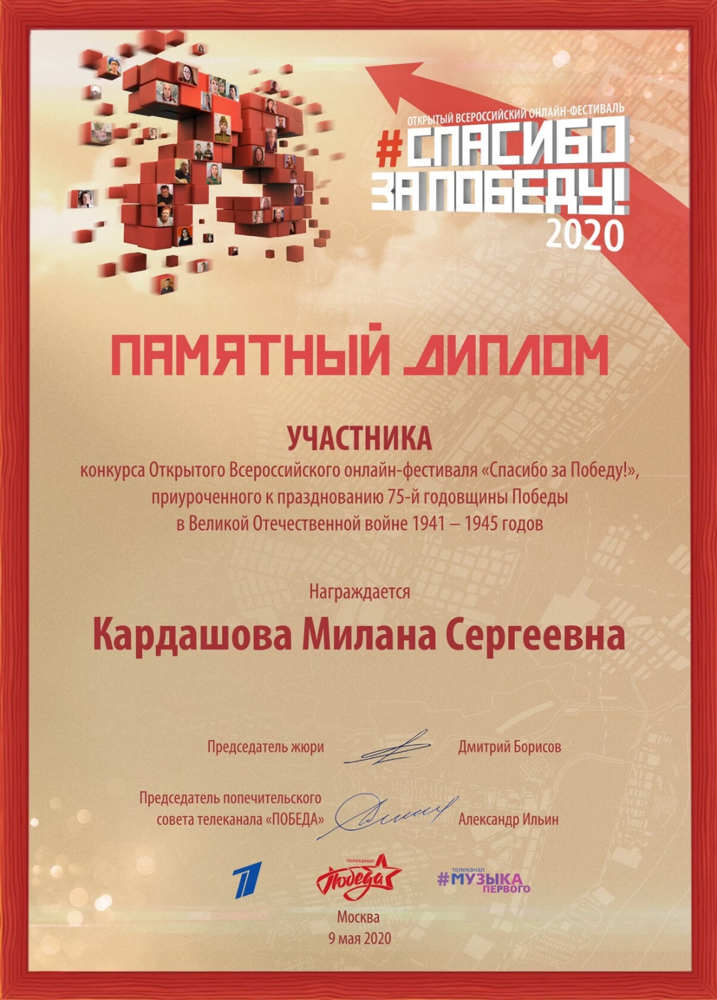 ОТКРЫТЫЙ ВСЕРОССИЙСКИЙ ОНЛАЙН-ФЕСТИВАЛЬ
#СПАСИБО
ЗА ПОБЕДУ!
2020
ПАМЯТНЫЙ ДИПЛОМ
УЧАСТНИКА
конкурса Открытого Всероссийского онлайн-фестиваля «Спасибо за Победу!»,
приуроченного к празднованию 75-й годовщины Победы
в Великой Отечественной войне 1941 – 1945 годов
Награждается
Кардашова Милана Сергеевна
Председатель жюри Дмитрий Борисов
Председатель попечительского
совета телеканала «ПОБЕДА» Александр Ильин
1
телеканал
Победа
телеканал
#МУЗЫКА
ПЕРВОГО
Москва
9 мая 2020